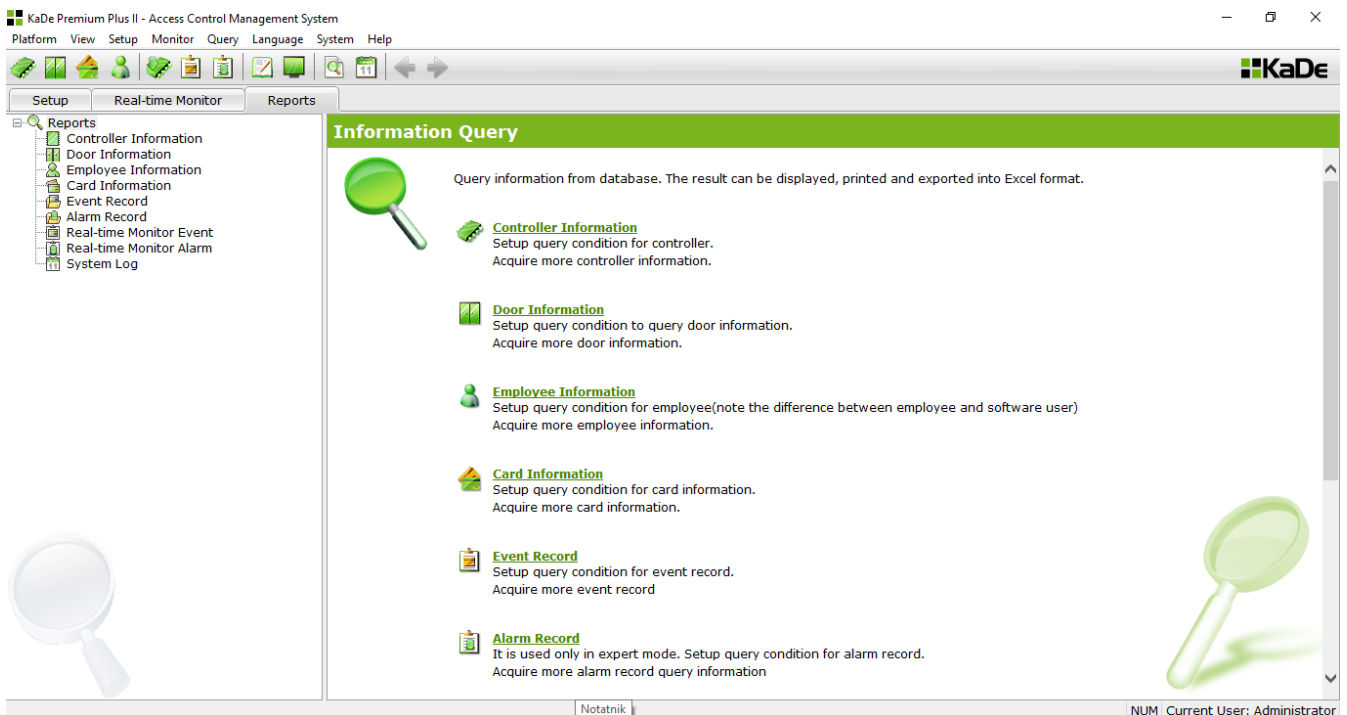 KaDe Premium Plus II - Access Control Management System
Platform View Setup Monitor Query Language System Help
KaDe
Setup Real-time Monitor Reports
Reports
Controller Information
Door Information
Employee Information
Card Information
Event Record
Alarm Record
Real-time Monitor Event
Real-time Monitor Alarm
11 System Log
Information Query
Query information from database. The result can be displayed, printed and exported into Excel format.
Controller Information
Setup query condition for controller.
Acquire more controller information.
Door Information
Setup query condition to query door information.
Acquire more door information.
Employee Information
Setup query condition for employee(note the difference between employee and software user)
Acquire more employee information.
Card Information
Setup query condition for card information.
Acquire more card information.
Event Record
Setup query condition for event record.
Acquire more event record
Alarm Record
It is used only in expert mode. Setup query condition for alarm record.
Acquire more alarm record query information
Notatnik
NUM Current User: Administrator